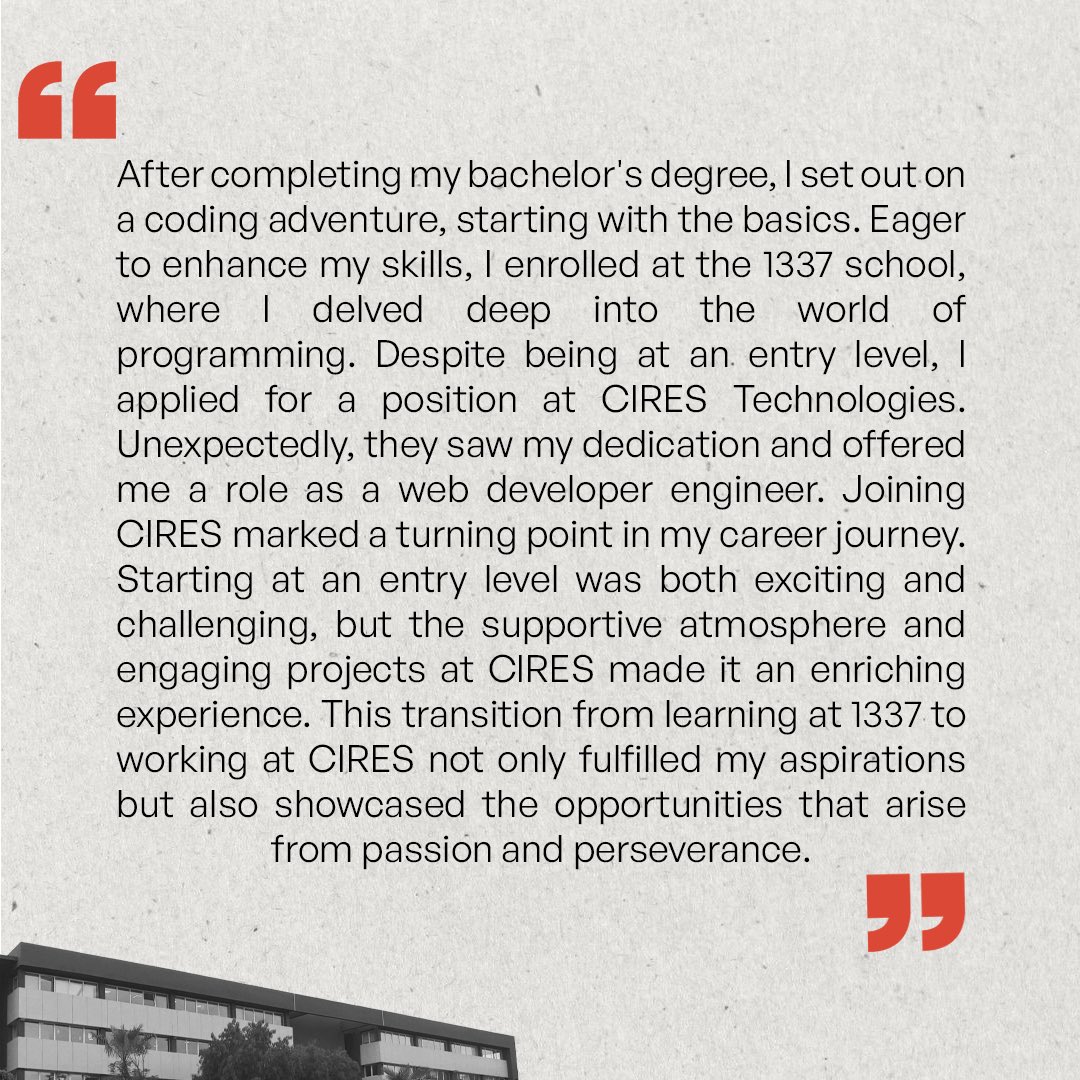 After completing my bachelor's degree, I set out on
a coding adventure, starting with the basics. Eager
to enhance my skills, I enrolled at the 1337 school,
where I delved deep into the world of
programming. Despite being at an entry level, I
applied for a position at CIRES Technologies.
Unexpectedly, they saw my dedication and offered
me a role as a web developer engineer. Joining
CIRES marked a turning point in my career journey.
Starting at an entry level was both exciting and
challenging, but the supportive atmosphere and
engaging projects at CIRES made it an enriching
experience. This transition from learning at 1337 to
working at CIRES not only fulfilled my aspirations
but also showcased the opportunities that arise
from passion and perseverance.